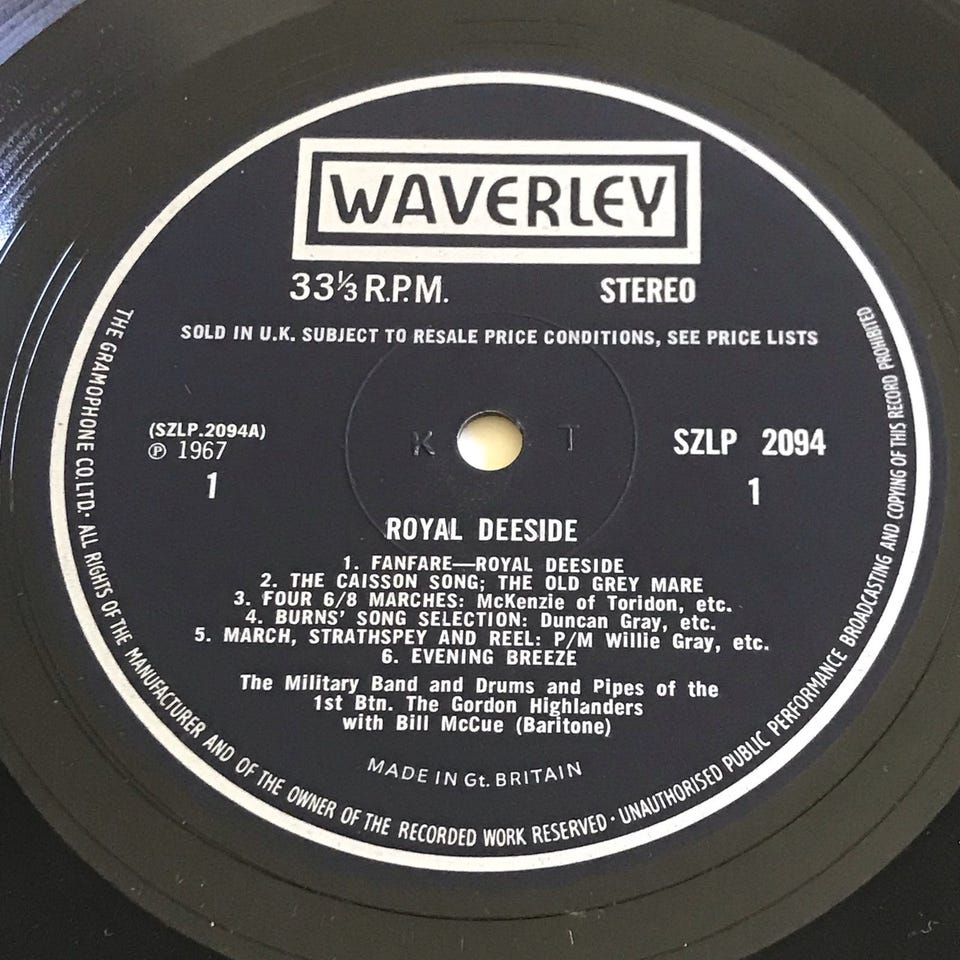 WAVERLEY
33⅓ R.P.M. STEREO
SOLD IN U.K. SUBJECT TO RESALE PRICE CONDITIONS, SEE PRICE LISTS
(SZLP.2094A)
℗ 1967
1
K T
SZLP 2094
1
ROYAL DEESIDE
1. FANFARE—ROYAL DEESIDE
2. THE CAISSON SONG; THE OLD GREY MARE
3. FOUR 6/8 MARCHES: McKenzie of Toridon, etc.
4. BURNS' SONG SELECTION: Duncan Gray, etc.
5. MARCH, STRATHSPEY AND REEL: P/M Willie Gray, etc.
6. EVENING BREEZE
The Military Band and Drums and Pipes of the
1st Btn. The Gordon Highlanders
with Bill McCue (Baritone)
MADE IN Gt. BRITAIN
THE GRAMOPHONE CO. LTD. · ALL RIGHTS OF THE MANUFACTURER AND OF THE OWNER OF THE RECORDED WORK RESERVED · UNAUTHORISED PUBLIC PERFORMANCE BROADCASTING AND COPYING OF THIS RECORD PROHIBITED